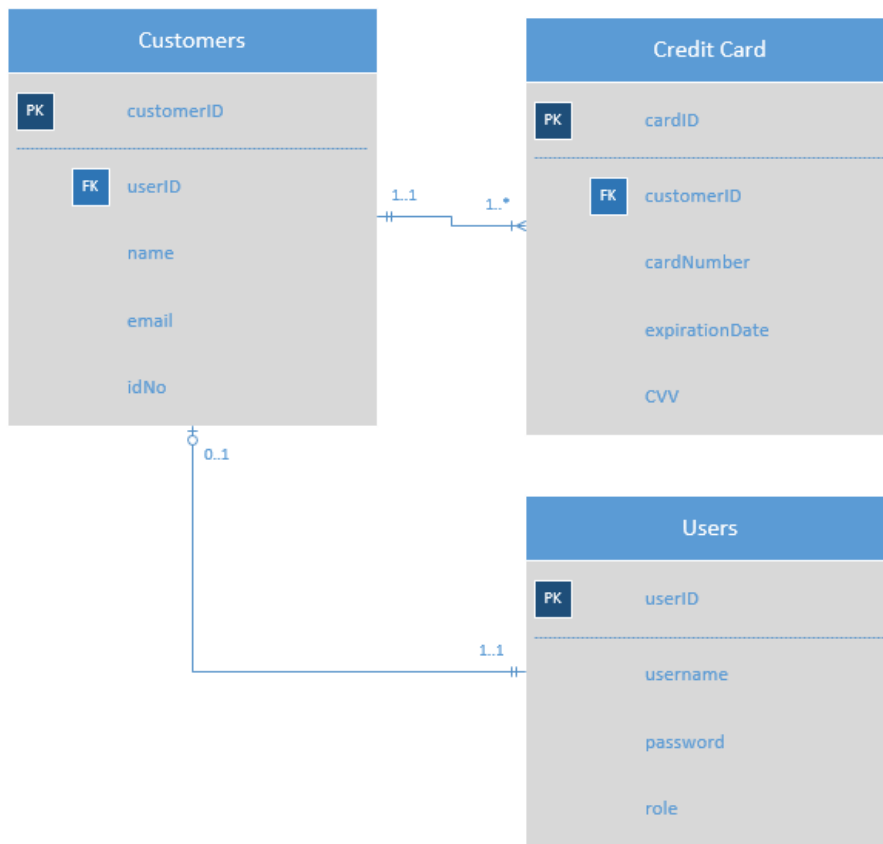 Customers
PK customerID
FK userID
name
email
idNo
1..1
1..*
Credit Card
PK cardID
FK customerID
cardNumber
expirationDate
CVV
0..1
1..1
Users
PK userID
username
password
role